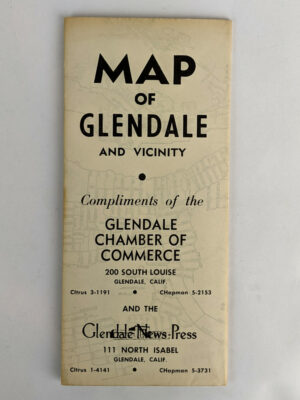 MAP
OF
GLENDALE
AND VICINITY
Compliments of the
GLENDALE
CHAMBER OF
COMMERCE
200 SOUTH LOUISE
GLENDALE, CALIF.
CItrus 3-1191 • CHapman 5-2153
AND THE
Glendale News-Press
111 NORTH ISABEL
GLENDALE, CALIF.
CItrus 1-4141 • CHapman 5-3731